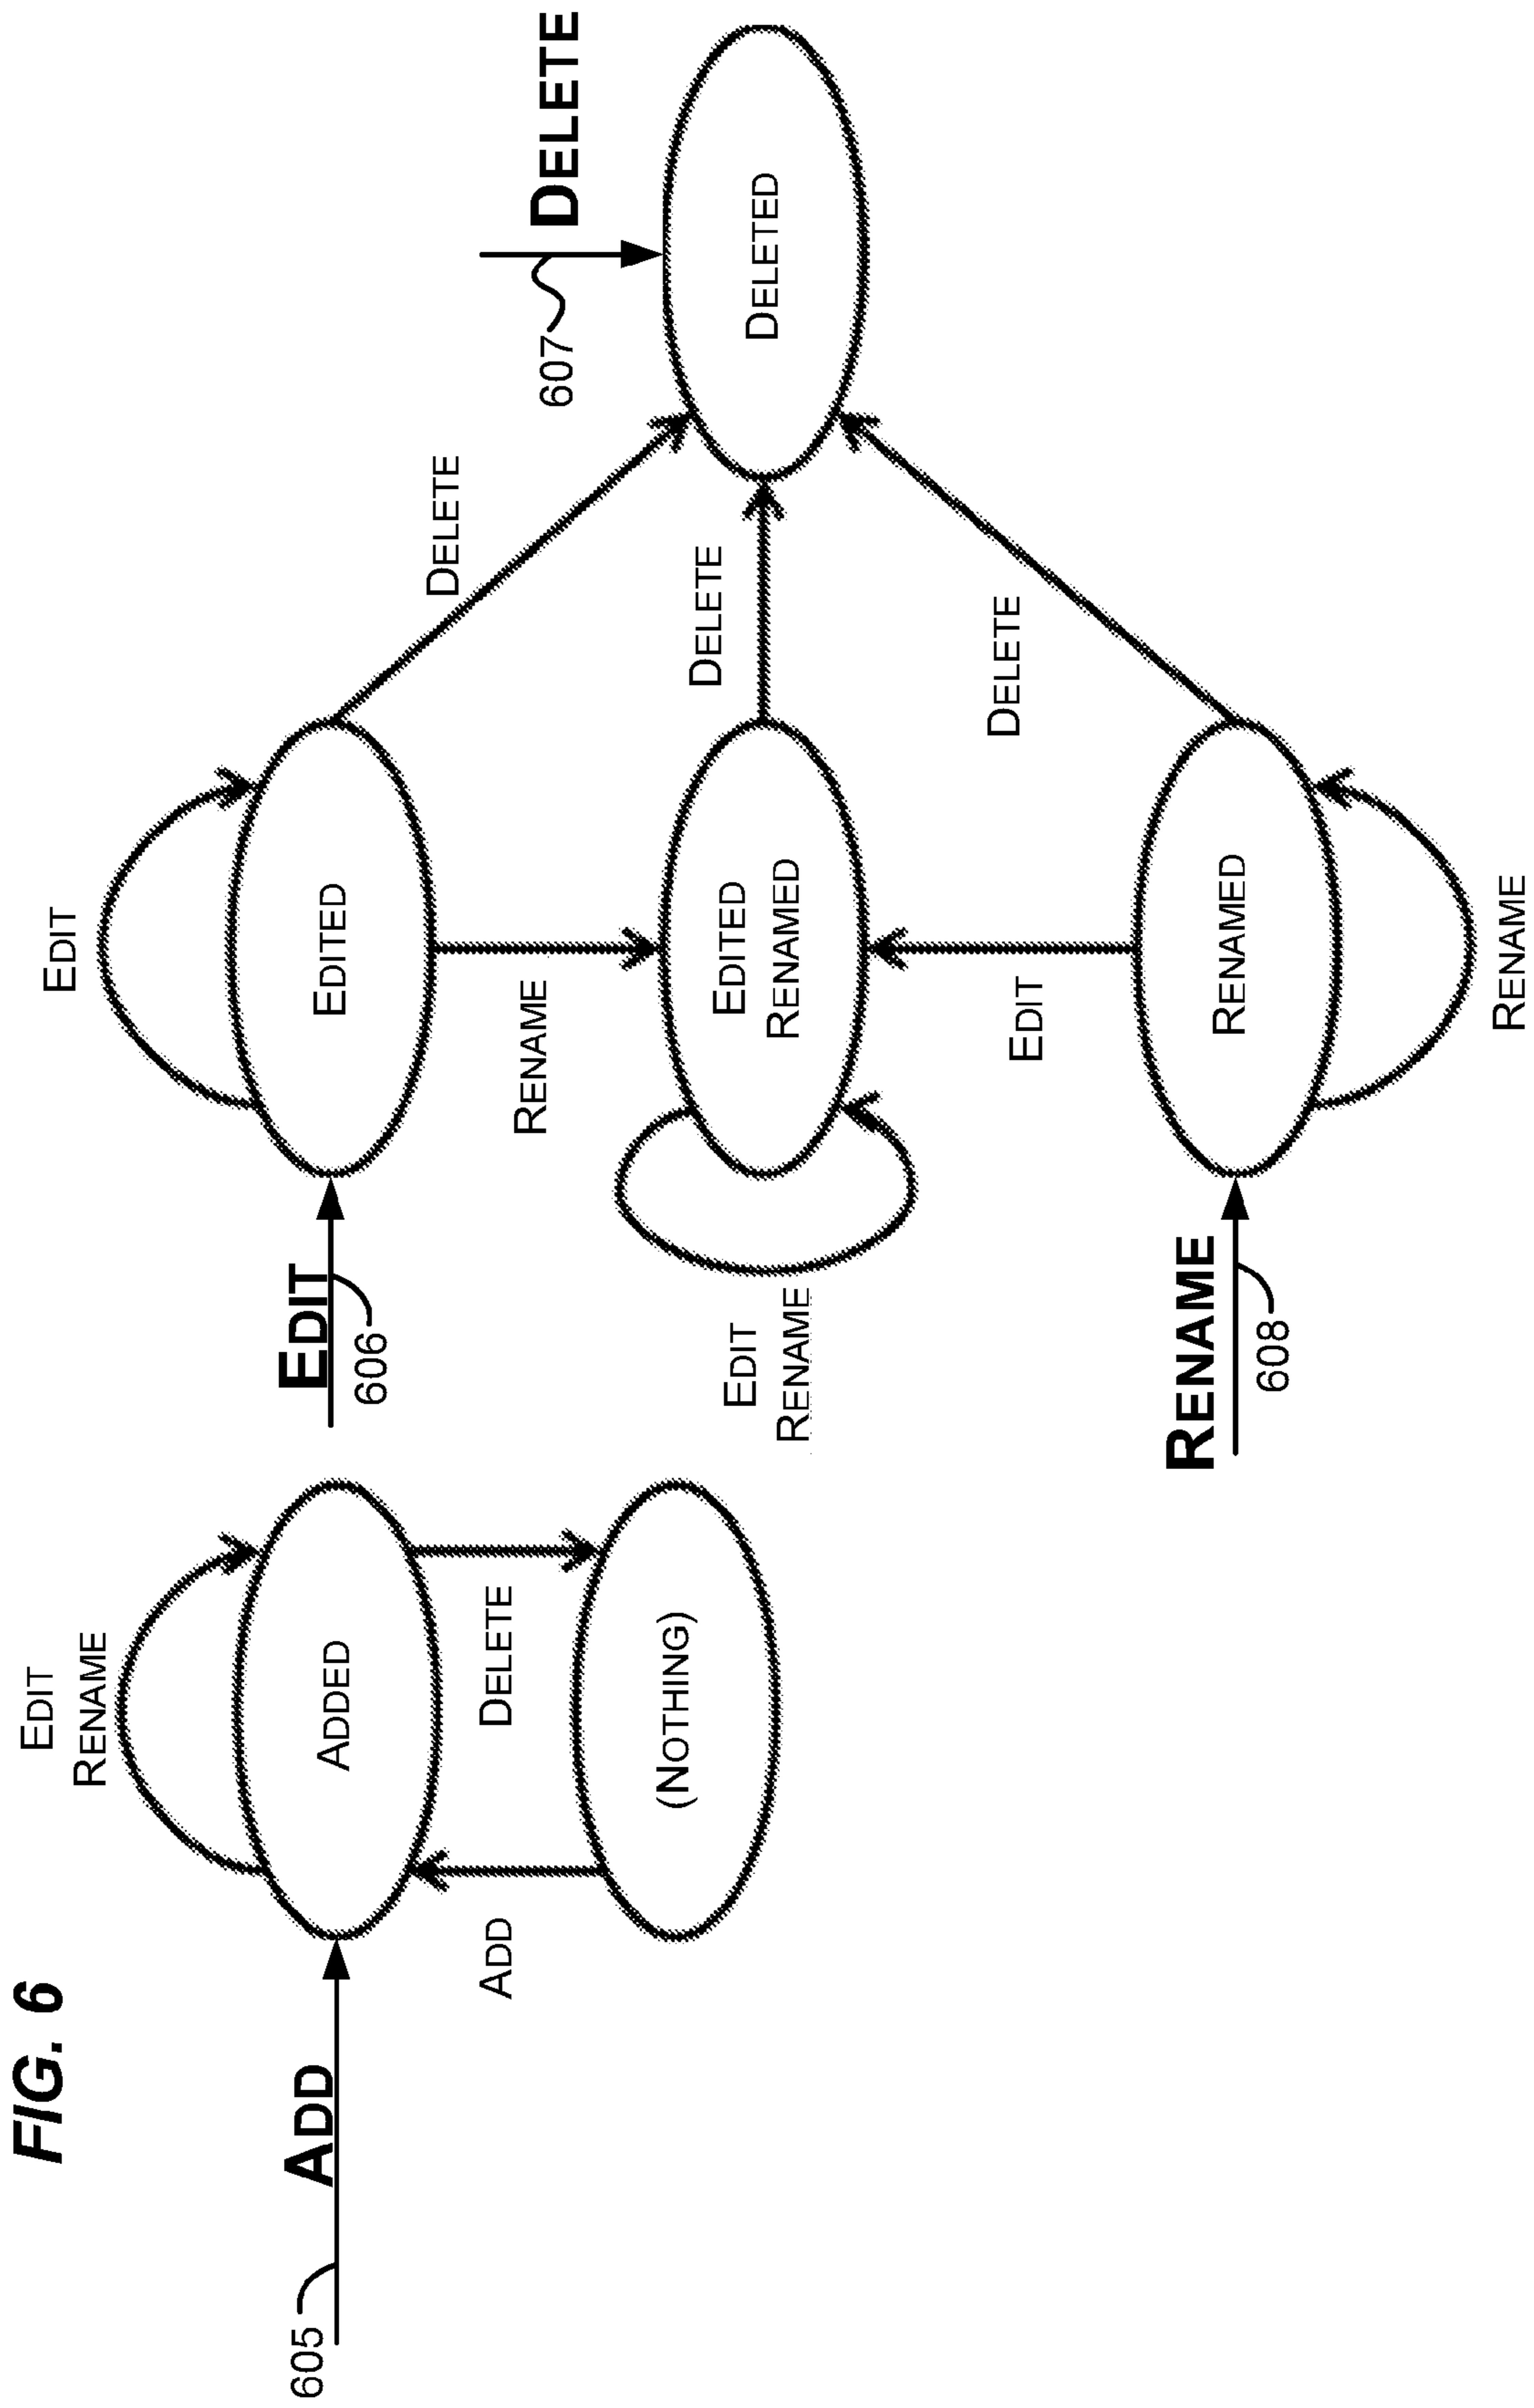 FIG. 6
605
ADD
EDIT
RENAME
ADDED
ADD
DELETE
(NOTHING)
EDIT
606
EDIT
EDITED
RENAME
DELETE
EDIT
RENAME
EDITED
RENAMED
DELETE
607
DELETE
DELETED
EDIT
DELETE
RENAME
608
RENAMED
RENAME